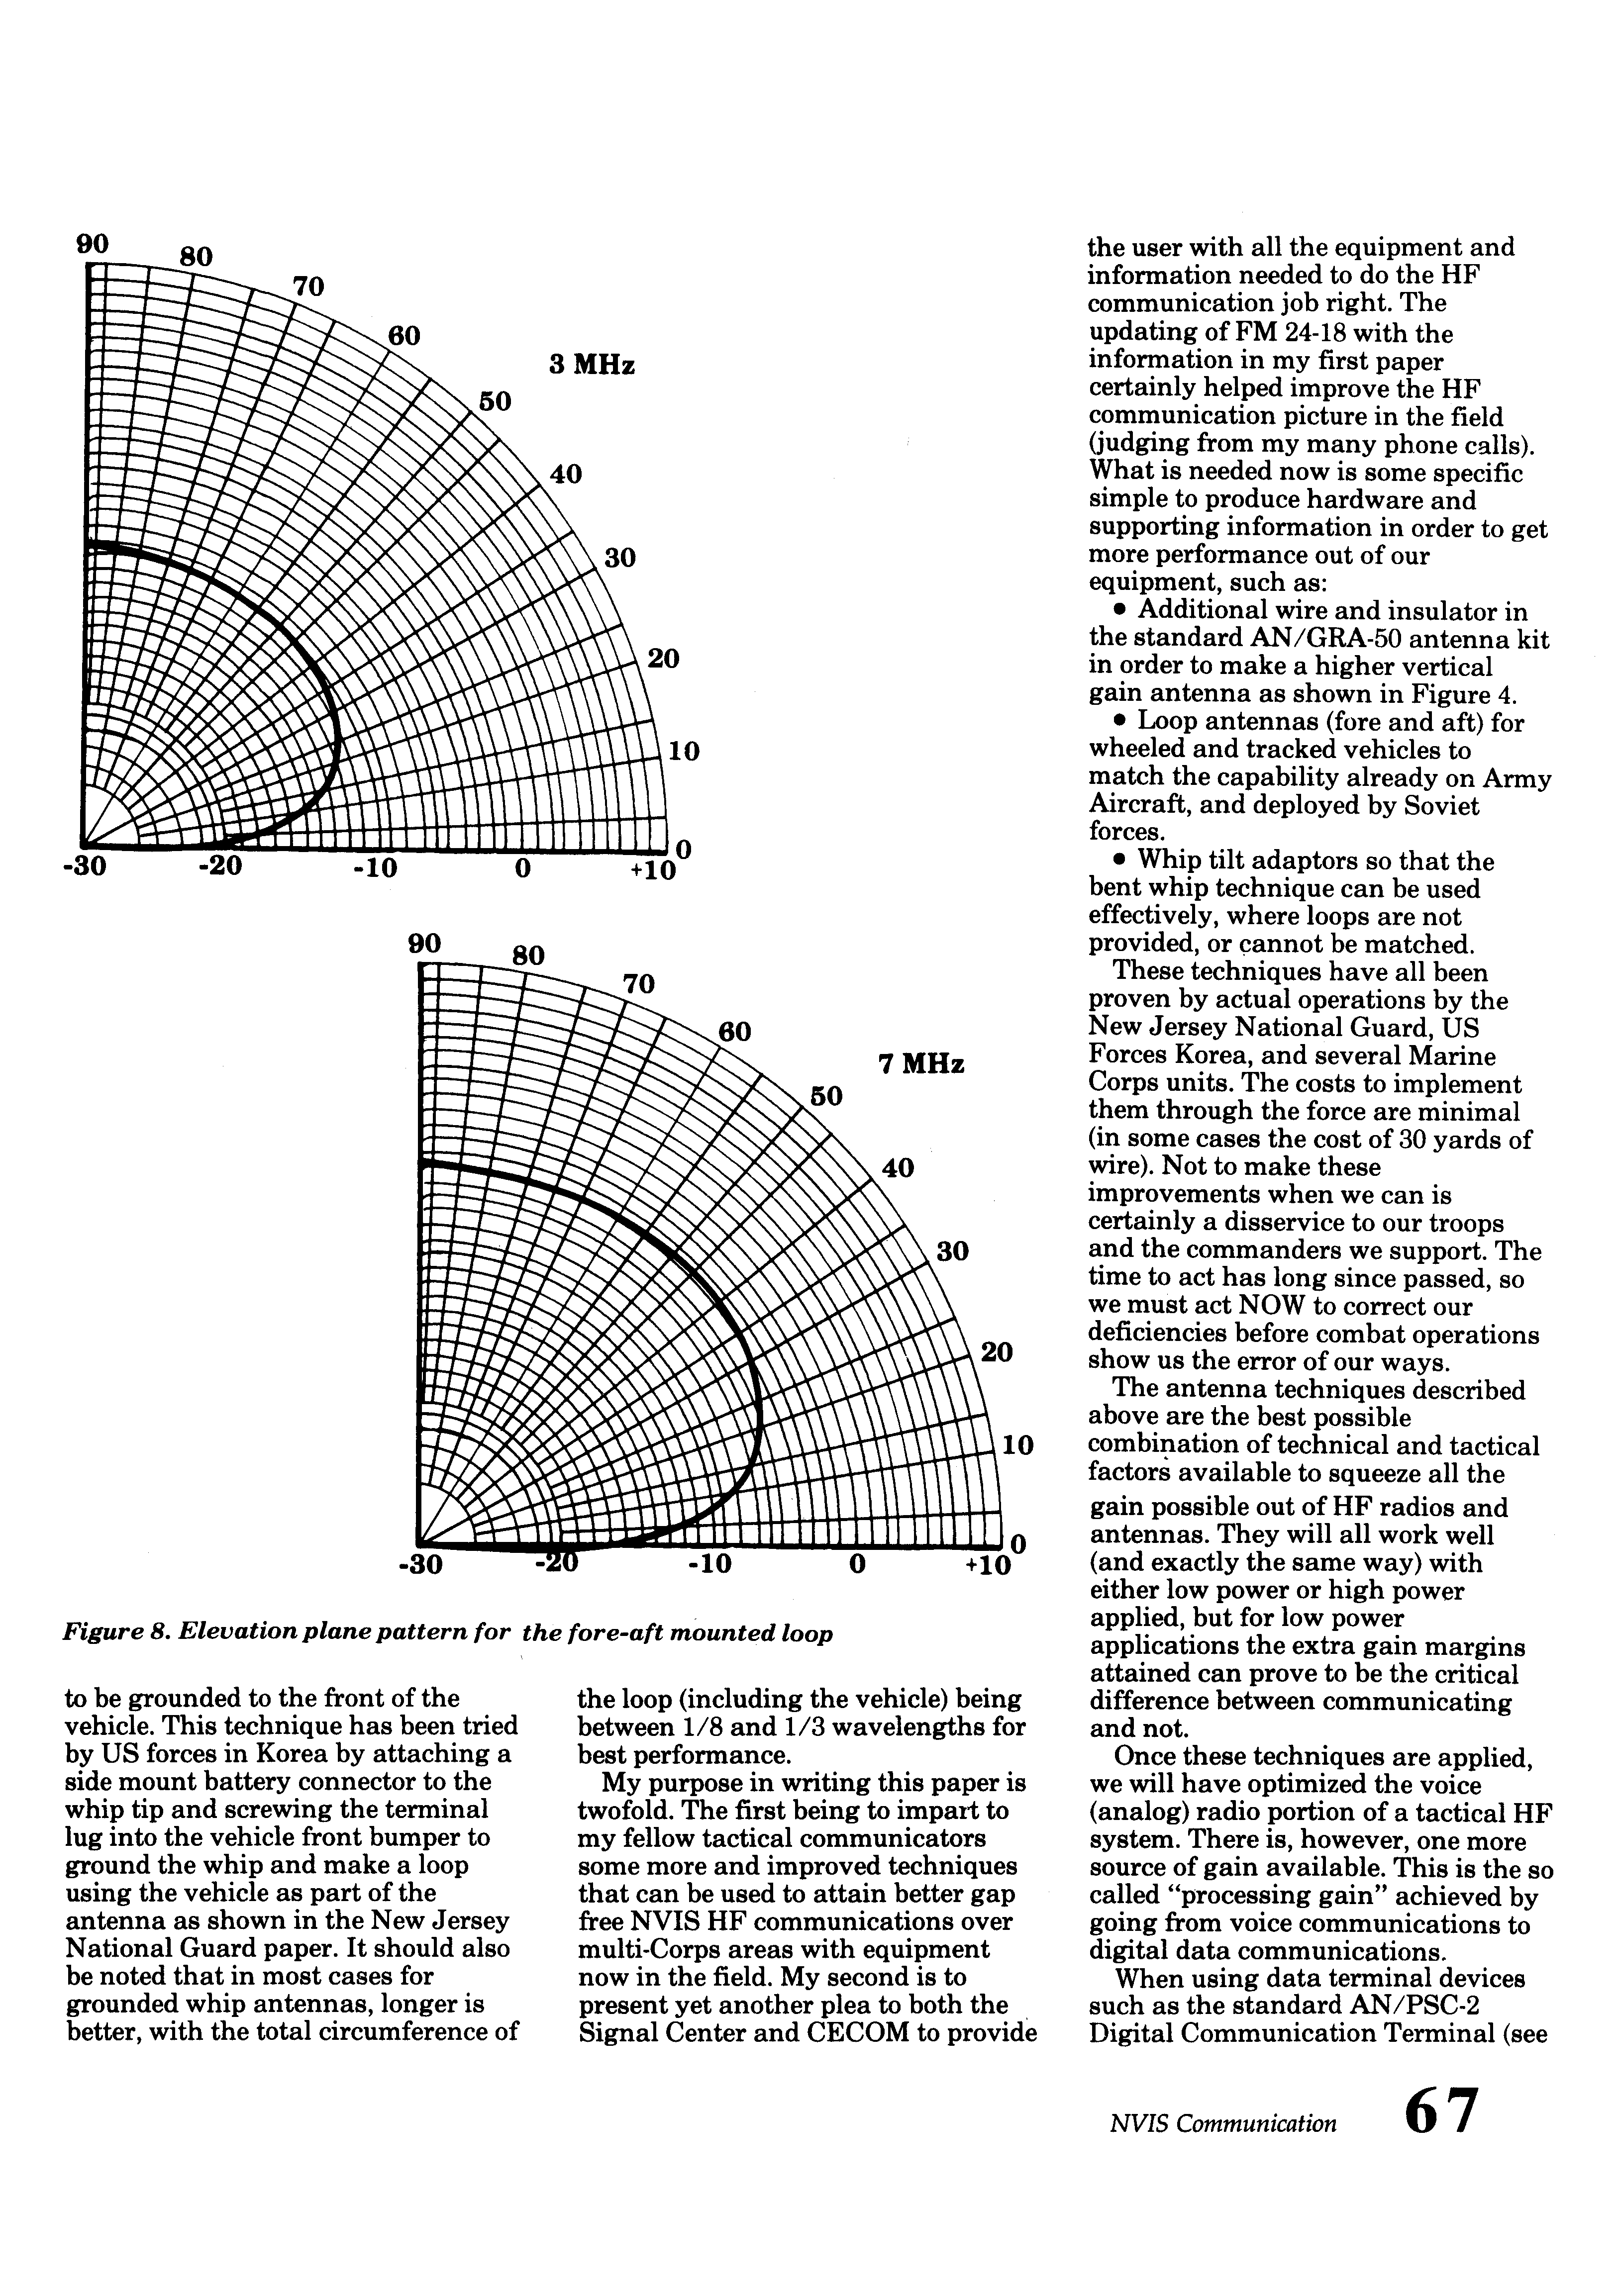 90
80
70
60
3 MHz
50
40
30
20
10
0
-30 -20 -10 0 +10
90
80
70
60
7 MHz
50
40
30
20
10
0
-30 -20 -10 0 +10
Figure 8. Elevation plane pattern for the fore-aft mounted loop
to be grounded to the front of the
vehicle. This technique has been tried
by US forces in Korea by attaching a
side mount battery connector to the
whip tip and screwing the terminal
lug into the vehicle front bumper to
ground the whip and make a loop
using the vehicle as part of the
antenna as shown in the New Jersey
National Guard paper. It should also
be noted that in most cases for
grounded whip antennas, longer is
better, with the total circumference of
the loop (including the vehicle) being
between 1/8 and 1/3 wavelengths for
best performance.
My purpose in writing this paper is
twofold. The first being to impart to
my fellow tactical communicators
some more and improved techniques
that can be used to attain better gap
free NVIS HF communications over
multi-Corps areas with equipment
now in the field. My second is to
present yet another plea to both the
Signal Center and CECOM to provide
the user with all the equipment and
information needed to do the HF
communication job right. The
updating of FM 24-18 with the
information in my first paper
certainly helped improve the HF
communication picture in the field
(judging from my many phone calls).
What is needed now is some specific
simple to produce hardware and
supporting information in order to get
more performance out of our
equipment, such as:
• Additional wire and insulator in
the standard AN/GRA-50 antenna kit
in order to make a higher vertical
gain antenna as shown in Figure 4.
• Loop antennas (fore and aft) for
wheeled and tracked vehicles to
match the capability already on Army
Aircraft, and deployed by Soviet
forces.
• Whip tilt adaptors so that the
bent whip technique can be used
effectively, where loops are not
provided, or cannot be matched.
These techniques have all been
proven by actual operations by the
New Jersey National Guard, US
Forces Korea, and several Marine
Corps units. The costs to implement
them through the force are minimal
(in some cases the cost of 30 yards of
wire). Not to make these
improvements when we can is
certainly a disservice to our troops
and the commanders we support. The
time to act has long since passed, so
we must act NOW to correct our
deficiencies before combat operations
show us the error of our ways.
The antenna techniques described
above are the best possible
combination of technical and tactical
factors available to squeeze all the
gain possible out of HF radios and
antennas. They will all work well
(and exactly the same way) with
either low power or high power
applied, but for low power
applications the extra gain margins
attained can prove to be the critical
difference between communicating
and not.
Once these techniques are applied,
we will have optimized the voice
(analog) radio portion of a tactical HF
system. There is, however, one more
source of gain available. This is the so
called “processing gain” achieved by
going from voice communications to
digital data communications.
When using data terminal devices
such as the standard AN/PSC-2
Digital Communication Terminal (see
NVIS Communication 67